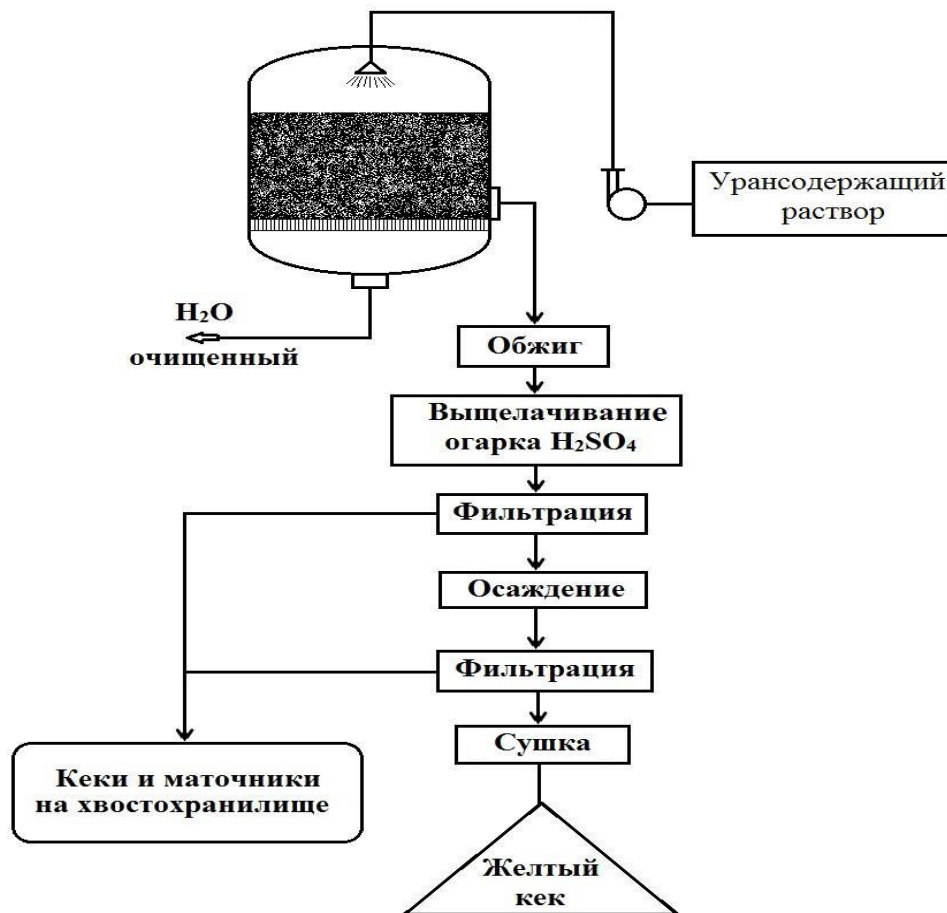 Урансодержащий
раствор
H₂O
очищенный
Обжиг
Выщелачивание
огарка H₂SO₄
Фильтрация
Осаждение
Фильтрация
Сушка
Кеки и маточники
на хвостохранилище
Желтый
кек